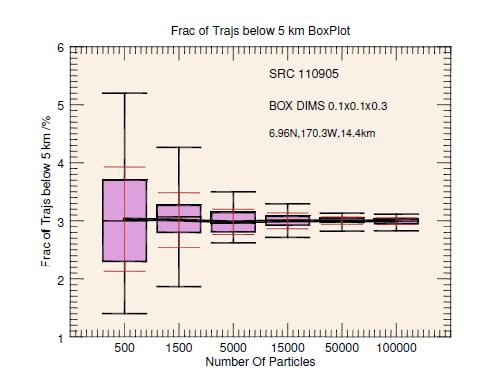 Frac of Trajs below 5 km BoxPlot
6
SRC 110905
5
BOX DIMS 0.1x0.1x0.3
6.96N,170.3W,14.4km
4
Frac of Trajs below 5 km /%
3
2
1
500 1500 5000 15000 50000 100000
Number Of Particles